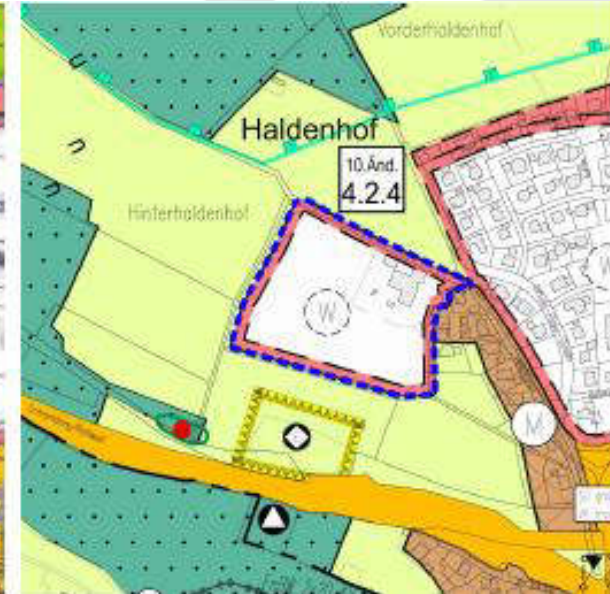 Vorderhaldenhof
Haldenhof
10.Änd.
4.2.4
Hinterhaldenhof
W
W
M